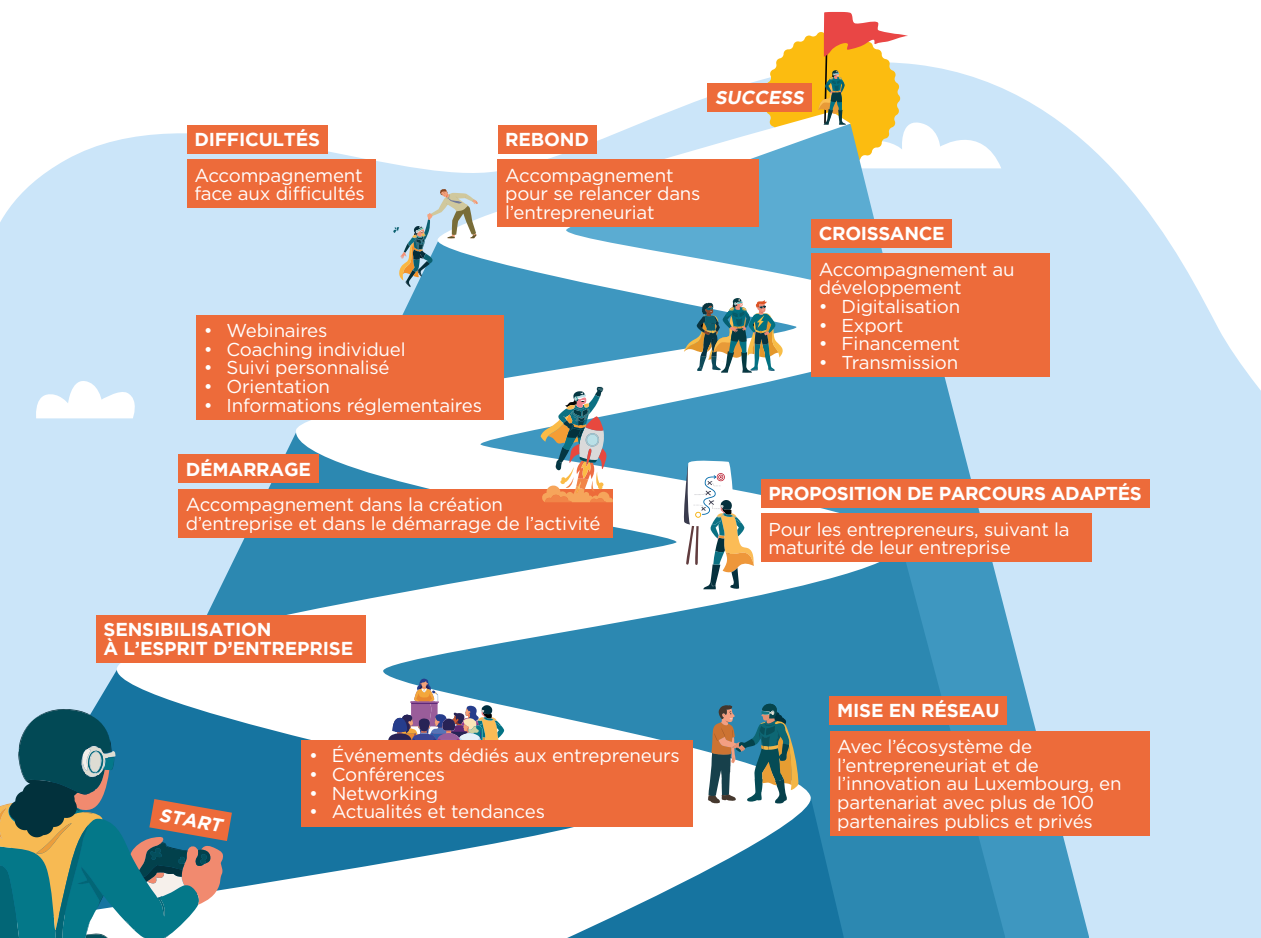 SUCCESS
DIFFICULTÉS
Accompagnement
face aux difficultés
REBOND
Accompagnement
pour se relancer dans
l'entrepreneuriat
CROISSANCE
Accompagnement au
développement
• Digitalisation
• Export
• Financement
• Transmission
• Webinaires
• Coaching individuel
• Suivi personnalisé
• Orientation
• Informations réglementaires
DÉMARRAGE
Accompagnement dans la création
d'entreprise et dans le démarrage de l'activité
PROPOSITION DE PARCOURS ADAPTÉS
Pour les entrepreneurs, suivant la
maturité de leur entreprise
SENSIBILISATION
À L'ESPRIT D'ENTREPRISE
• Événements dédiés aux entrepreneurs
• Conférences
• Networking
• Actualités et tendances
MISE EN RÉSEAU
Avec l'écosystème de
l'entrepreneuriat et de
l'innovation au Luxembourg, en
partenariat avec plus de 100
partenaires publics et privés
START